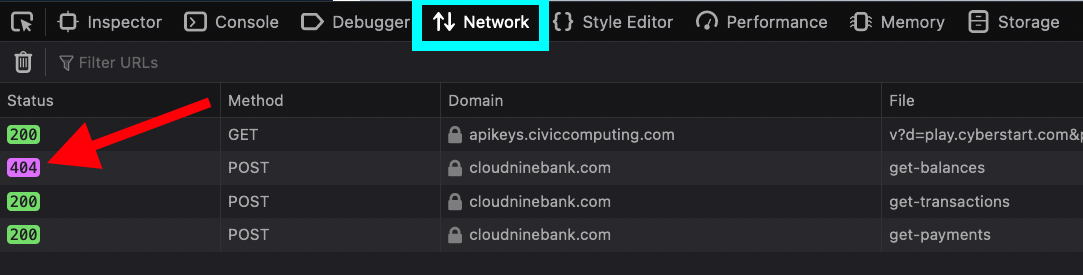 Inspector Console Debugger Network Style Editor Performance Memory Storage
Filter URLs
Status Method Domain File
200 GET apikeys.civiccomputing.com v?d=play.cyberstart.com&p
404 POST cloudninebank.com get-balances
200 POST cloudninebank.com get-transactions
200 POST cloudninebank.com get-payments